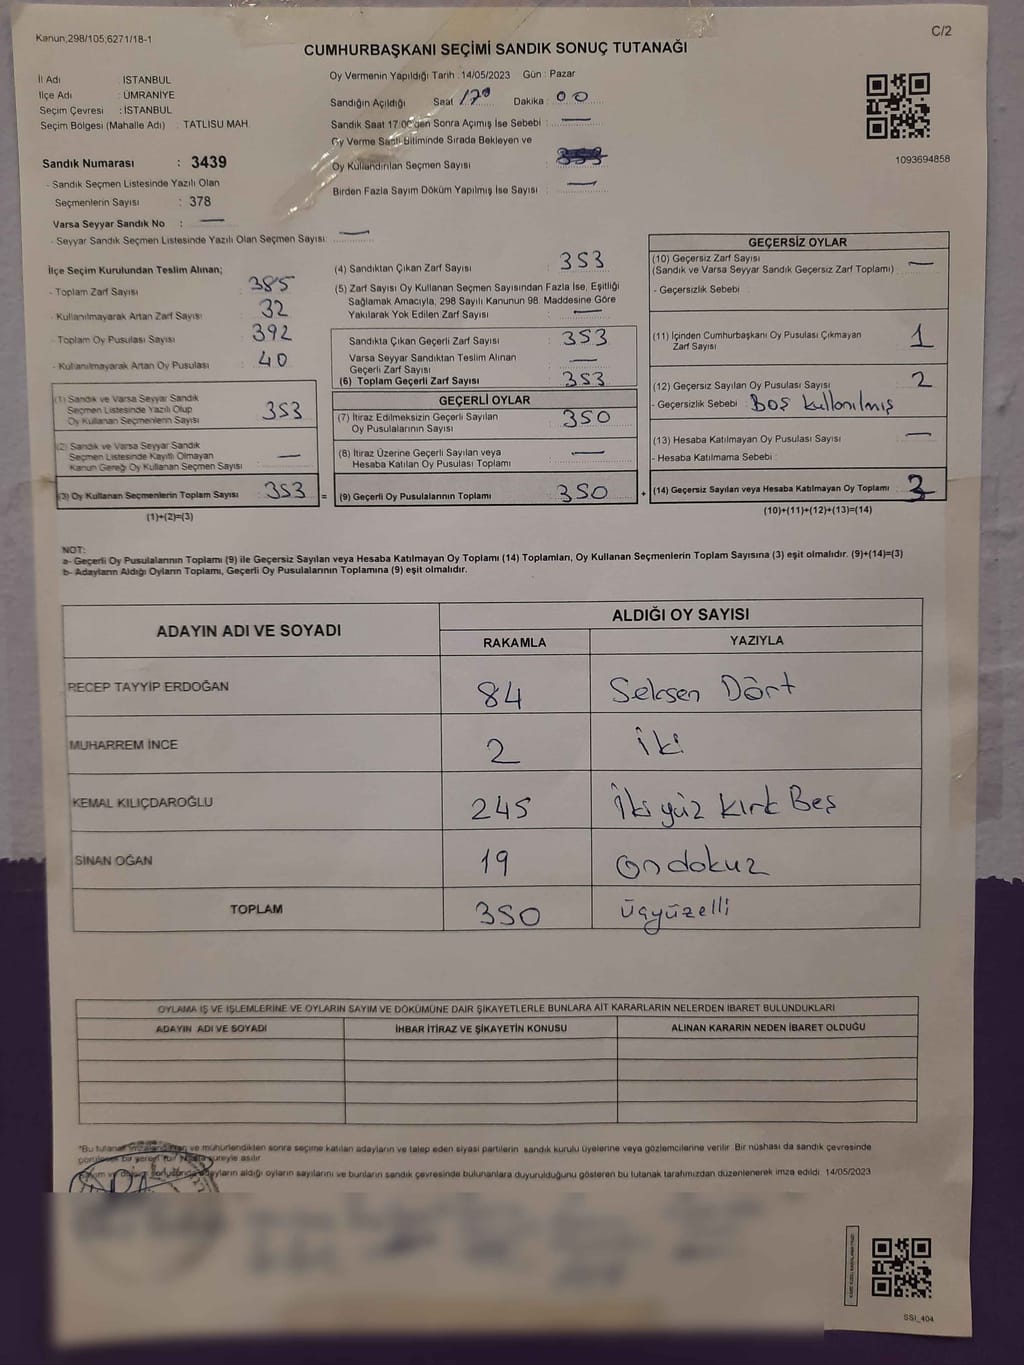 Kanun;298/105;6271/18-1
C/2
CUMHURBAŞKANI SEÇİMİ SANDIK SONUÇ TUTANAĞI
İl Adı : İSTANBUL
İlçe Adı : ÜMRANİYE
Seçim Çevresi : İSTANBUL
Seçim Bölgesi (Mahalle Adı) : TATLISU MAH.
Sandık Numarası : 3439
- Sandık Seçmen Listesinde Yazılı Olan
Seçmenlerin Sayısı : 378
Varsa Seyyar Sandık No : —
- Seyyar Sandık Seçmen Listesinde Yazılı Olan Seçmen Sayısı : —
Oy Vermenin Yapıldığı Tarih : 14/05/2023 Gün : Pazar
Sandığın Açıldığı Saat : 17:00 Dakika : 00
Sandık Saat 17:00'den Sonra Açımış İse Sebebi : —
Oy Verme Saati Bitiminde Sırada Bekleyen ve
Oy Kullandırılan Seçmen Sayısı :
Birden Fazla Sayım Döküm Yapılmış İse Sayısı : —
1093694858
İlçe Seçim Kurulundan Teslim Alınan;
- Toplam Zarf Sayısı : 385
- Kullanılmayarak Artan Zarf Sayısı : 32
- Toplam Oy Pusulası Sayısı : 392
- Kullanılmayarak Artan Oy Pusulası : 40
(1) Sandık ve Varsa Seyyar Sandık
Seçmen Listesinde Yazılı Olup
Oy Kullanan Seçmenlerin Sayısı : 353
(2) Sandık ve Varsa Seyyar Sandık
Seçmen Listesinde Kayıtlı Olmayan
Kanun Gereği Oy Kullanan Seçmen Sayısı : —
(3) Oy Kullanan Seçmenlerin Toplam Sayısı : 353 =
(1)+(2)=(3)
(4) Sandıktan Çıkan Zarf Sayısı : 353
(5) Zarf Sayısı Oy Kullanan Seçmen Sayısından Fazla İse, Eşitliği
Sağlamak Amacıyla, 298 Sayılı Kanunun 98. Maddesine Göre
Yakılarak Yok Edilen Zarf Sayısı : —
Sandıkta Çıkan Geçerli Zarf Sayısı : 353
Varsa Seyyar Sandıktan Teslim Alınan
Geçerli Zarf Sayısı : —
(6) Toplam Geçerli Zarf Sayısı : 353
GEÇERLİ OYLAR
(7) İtiraz Edilmeksizin Geçerli Sayılan
Oy Pusulalarının Sayısı : 350
(8) İtiraz Üzerine Geçerli Sayılan veya
Hesaba Katılan Oy Pusulası Toplamı : —
(9) Geçerli Oy Pusulalarının Toplamı : 350 +
GEÇERSİZ OYLAR
(10) Geçersiz Zarf Sayısı
(Sandık ve Varsa Seyyar Sandık Geçersiz Zarf Toplamı) : —
- Geçersizlik Sebebi :
(11) İçinden Cumhurbaşkanı Oy Pusulası Çıkmayan
Zarf Sayısı : 1
(12) Geçersiz Sayılan Oy Pusulası Sayısı : 2
- Geçersizlik Sebebi : Boş kullanılmış
(13) Hesaba Katılmayan Oy Pusulası Sayısı : —
- Hesaba Katılmama Sebebi :
(14) Geçersiz Sayılan veya Hesaba Katılmayan Oy Toplamı : 3
(10)+(11)+(12)+(13)=(14)
NOT:
a- Geçerli Oy Pusulalarının Toplamı (9) ile Geçersiz Sayılan veya Hesaba Katılmayan Oy Toplamı (14) Toplamları, Oy Kullanan Seçmenlerin Toplam Sayısına (3) eşit olmalıdır. (9)+(14)=(3)
b- Adayların Aldığı Oyların Toplamı, Geçerli Oy Pusulalarının Toplamına (9) eşit olmalıdır.
ADAYIN ADI VE SOYADI
ALDIĞI OY SAYISI
RAKAMLA YAZIYLA
RECEP TAYYİP ERDOĞAN 84 Seksen Dört
MUHARREM İNCE 2 İki
KEMAL KILIÇDAROĞLU 245 İkiyüz Kırk Beş
SİNAN OĞAN 19 Ondokuz
TOPLAM 350 Üçyüzelli
OYLAMA İŞ VE İŞLEMLERİNE VE OYLARIN SAYIM VE DÖKÜMÜNE DAİR ŞİKAYETLERLE BUNLARA AİT KARARLARIN NELERDEN İBARET BULUNDUKLARI
ADAYIN ADI VE SOYADI İHBAR İTİRAZ VE ŞİKAYETİN KONUSU ALINAN KARARIN NEDEN İBARET OLDUĞU
*Bu tutanak imzalandıktan ve mühürlendikten sonra seçime katılan adayların ve talep eden siyasi partilerin sandık kurulu üyelerine veya gözlemcilerine verilir. Bir nüshası da sandık çevresinde
bir yere bir hafta süreyle asılır.
adayların aldığı oyların sayılarını ve bunların sandık çevresinde bulunanlara duyurulduğunu gösteren bu tutanak tarafımızdan düzenlenerek imza edildi. 14/05/2023
SSI_404